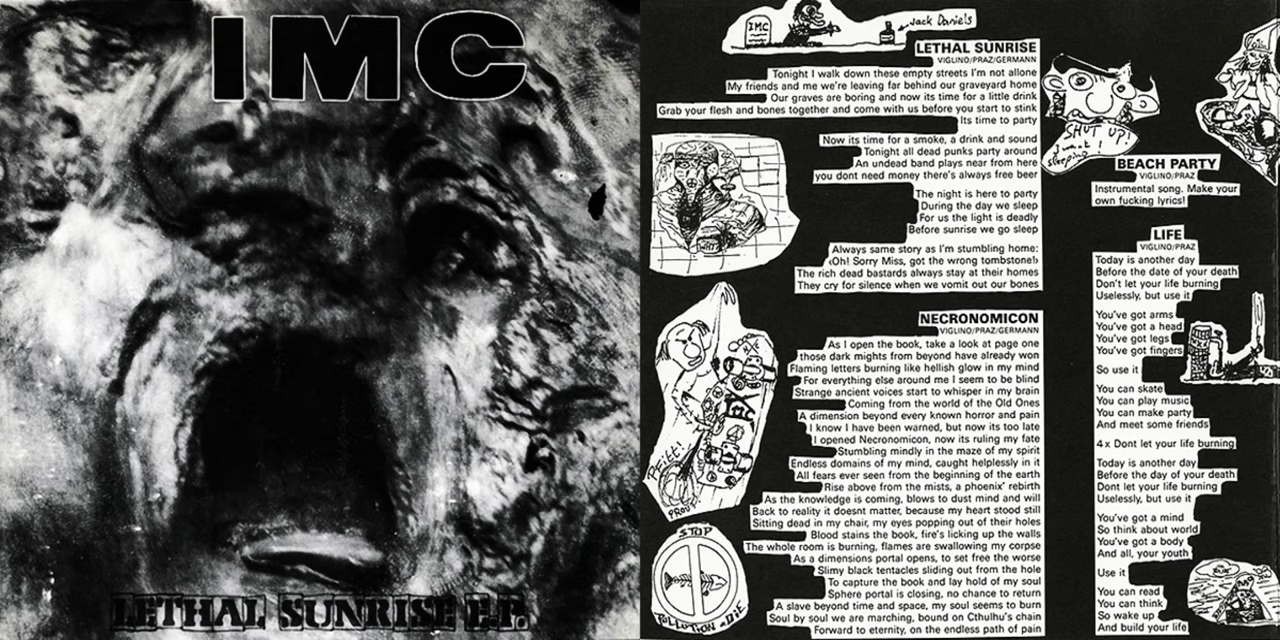 IMC
LETHAL SUNRISE E.P.
IMC
Jack Daniels
LETHAL SUNRISE
VIGLINO/PRAZ/GERMANN
Tonight I walk down these empty streets I'm not allone
My friends and me we're leaving far behind our graveyard home
Our graves are boring and now its time for a little drink
Grab your flesh and bones together and come with us before you start to stink
Its time to party
Now its time for a smoke, a drink and sound
Tonight all dead punks party around
An undead band plays near from here
you dont need money there's always free beer
The night is here to party
During the day we sleep
For us the light is deadly
Before sunrise we go sleep
Always same story as I'm stumbling home:
‹Oh! Sorry Miss, got the wrong tombstone!›
The rich dead bastards always stay at their homes
They cry for silence when we vomit out our bones
NECRONOMICON
VIGLINO/PRAZ/GERMANN
As I open the book, take a look at page one
those dark mights from beyond have already won
Flaming letters burning like hellish glow in my mind
For everything else around me I seem to be blind
Strange ancient voices start to whisper in my brain
Coming from the world of the Old Ones
A dimension beyond every known horror and pain
I know I have been warned, but now its too late
I opened Necronomicon, now its ruling my fate
Stumbling mindly in the maze of my spirit
Endless domains of my mind, caught helplessly in it
All fears ever seen from the beginning of the earth
Rise above from the mists, a phoenix' rebirth
As the knowledge is coming, blows to dust mind and will
Back to reality it doesnt matter, because my heart stood still
Sitting dead in my chair, my eyes popping out of their holes
Blood stains the book, fire's licking up the walls
The whole room is burning, flames are swallowing my corpse
As a dimensions portal opens, to set free the worse
Slimy black tentacles sliding out from the hole
To capture the book and lay hold of my soul
Sphere portal is closing, no chance to return
A slave beyond time and space, my soul seems to burn
Soul by soul we are marching, bound on Cthulhu's chain
Forward to eternity, on the endless path of pain
STOP
POLLUTION OR DIE
SHUT UP!
I want
sleeping!
BEACH PARTY
VIGLINO/PRAZ
Instrumental song. Make your
own fucking lyrics!
LIFE
VIGLINO/PRAZ
Today is another day
Before the date of your death
Don't let your life burning
Uselessly, but use it
You've got arms
You've got a head
You've got legs
You've got fingers
So use it
You can skate
You can play music
You can make party
And meet some friends
4 x Dont let your life burning
Today is another day
Before the day of your death
Dont let your life burning
Uselessly, but use it
You've got a mind
So think about world
You've got a body
And all, your youth
Use it
You can read
You can think
So wake up
And build your life